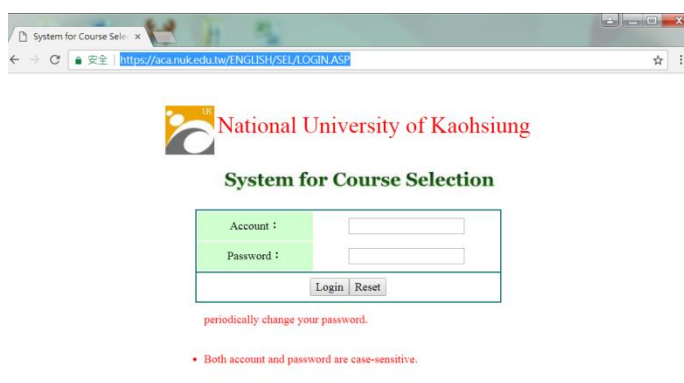 System for Course Sele
安全 | https://aca.nuk.edu.tw/ENGLISH/SEL/LOGIN.ASP
National University of Kaohsiung
System for Course Selection
Account：
Password：
Login Reset
periodically change your password.
• Both account and password are case-sensitive.